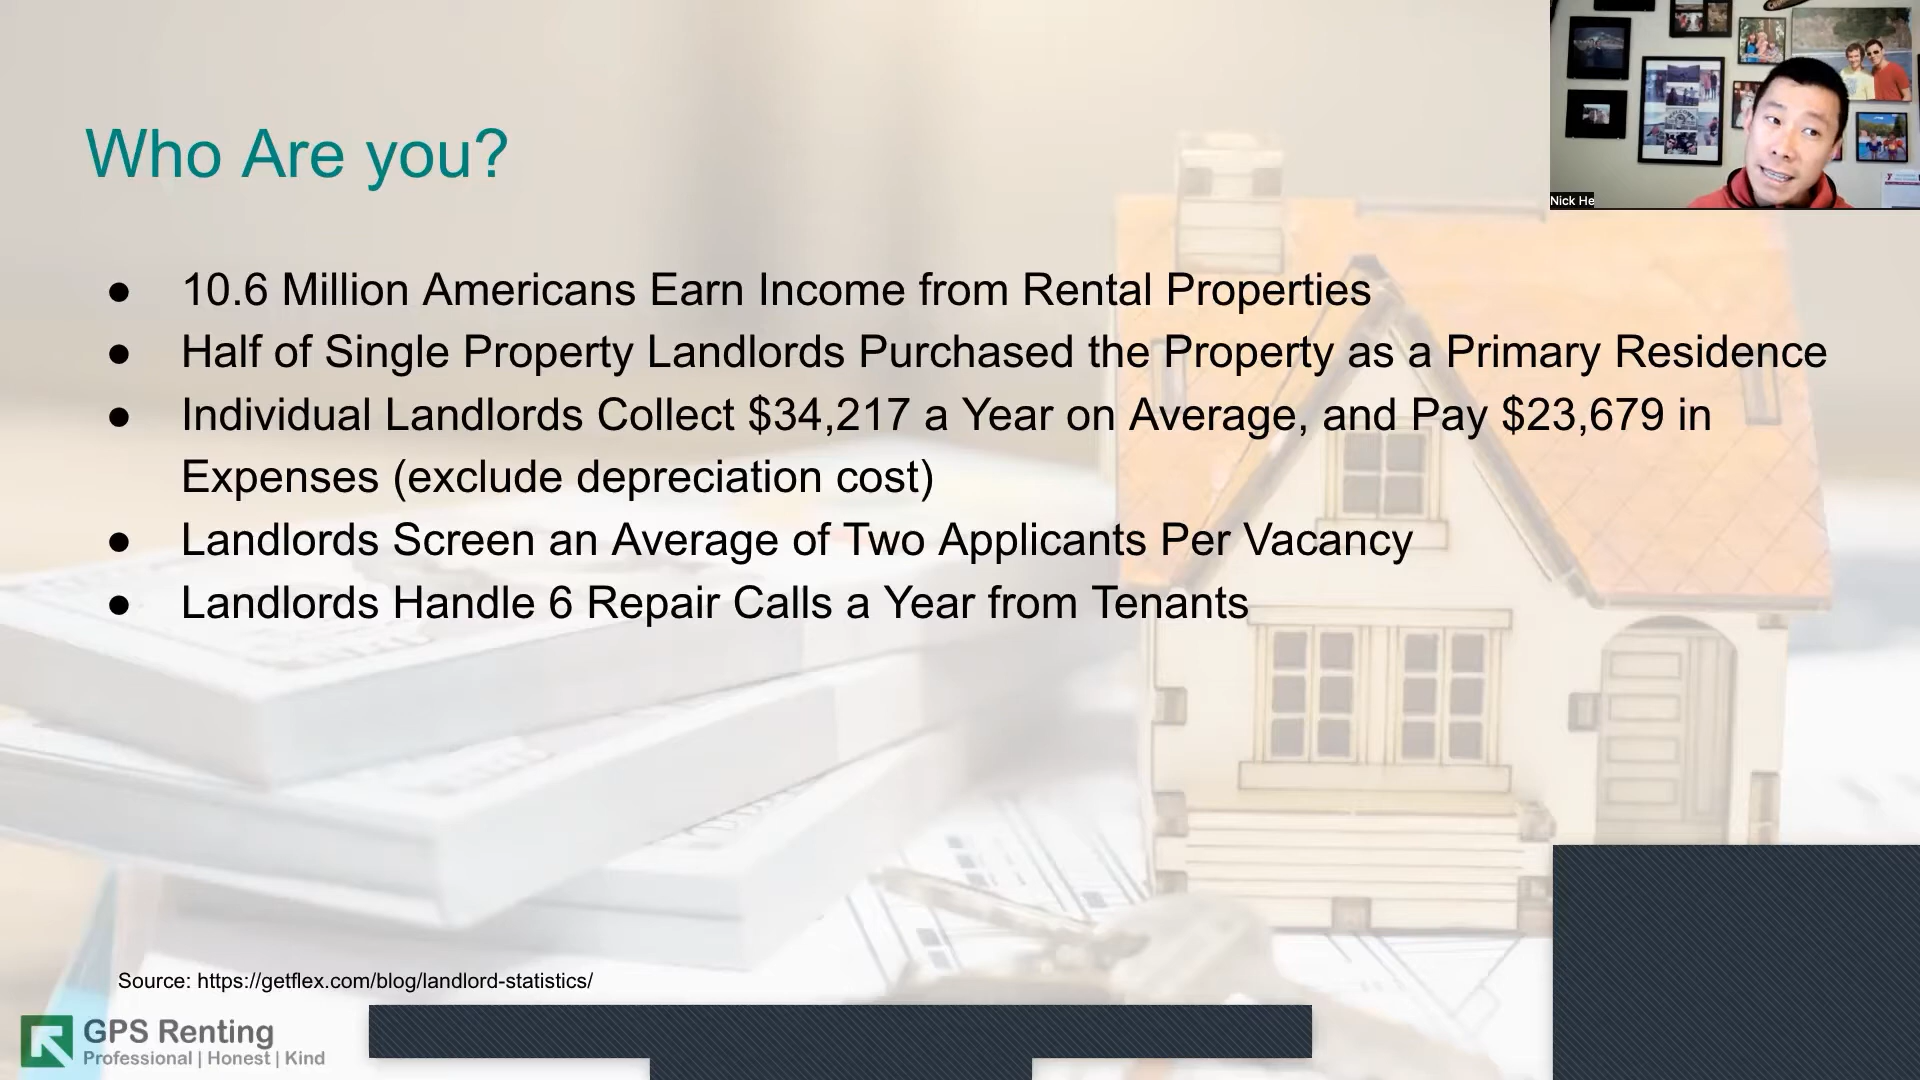 Who Are you?
● 10.6 Million Americans Earn Income from Rental Properties
● Half of Single Property Landlords Purchased the Property as a Primary Residence
● Individual Landlords Collect $34,217 a Year on Average, and Pay $23,679 in
Expenses (exclude depreciation cost)
● Landlords Screen an Average of Two Applicants Per Vacancy
● Landlords Handle 6 Repair Calls a Year from Tenants
Source: https://getflex.com/blog/landlord-statistics/
GPS Renting
Professional | Honest | Kind
Nick He